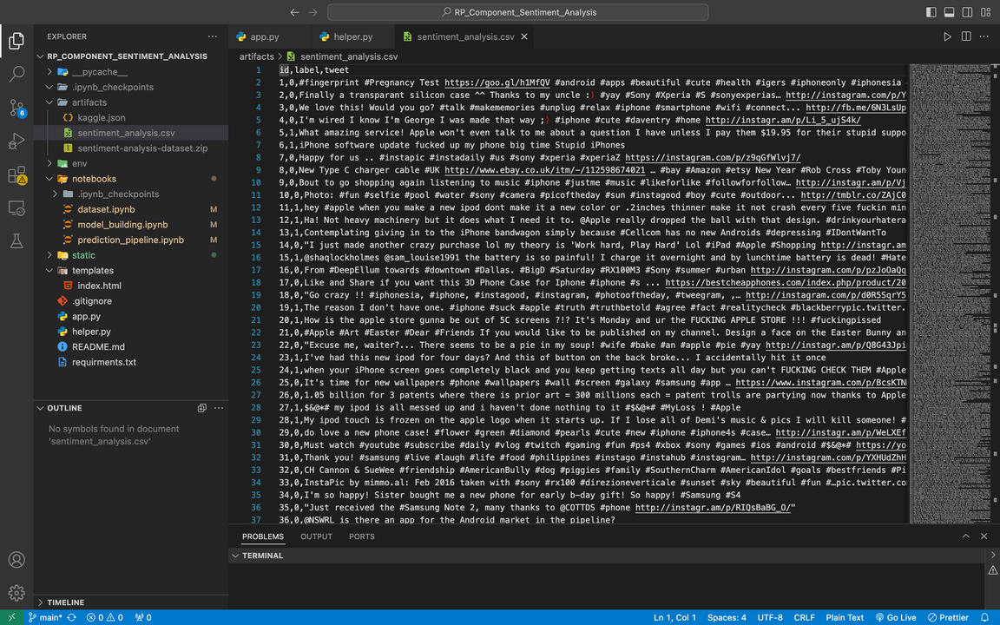 RP_Component_Sentiment_Analysis
EXPLORER
RP_COMPONENT_SENTIMENT_ANALYSIS
__pycache__
.ipynb_checkpoints
artifacts
kaggle.json
sentiment_analysis.csv
sentiment-analysis-dataset.zip
env
notebooks
.ipynb_checkpoints
dataset.ipynb M
model_building.ipynb M
prediction_pipeline.ipynb M
static
templates
index.html
.gitignore
app.py
helper.py
README.md
requirments.txt
OUTLINE
No symbols found in document
'sentiment_analysis.csv'
TIMELINE
6
app.py helper.py sentiment_analysis.csv
artifacts > sentiment_analysis.csv
1 id,label,tweet
2 1,0,#fingerprint #Pregnancy Test https://goo.gl/h1MfQV #android #apps #beautiful #cute #health #igers #iphoneonly #iphonesia
3 2,0,Finally a transparant silicon case ^^ Thanks to my uncle :) #yay #Sony #Xperia #S #sonyexperias… http://instagram.com/p/Y
4 3,0,We love this! Would you go? #talk #makememories #unplug #relax #iphone #smartphone #wifi #connect... http://fb.me/6N3LsUp
5 4,0,I'm wired I know I'm George I was made that way ;) #iphone #cute #daventry #home http://instagr.am/p/Li_5_ujS4k/
6 5,1,What amazing service! Apple won't even talk to me about a question I have unless I pay them $19.95 for their stupid suppo
7 6,1,iPhone software update fucked up my phone big time Stupid iPhones
8 7,0,Happy for us .. #instapic #instadaily #us #sony #xperia #xperiaZ https://instagram.com/p/z9qGfWlvj7/
9 8,0,New Type C charger cable #UK http://www.ebay.co.uk/itm/-/112598674021 … #bay #Amazon #etsy New Year #Rob Cross #Toby Youn
10 9,0,Bout to go shopping again listening to music #iphone #justme #music #likeforlike #followforfollow… http://instagr.am/p/Vj
11 10,0,Photo: #fun #selfie #pool #water #sony #camera #picoftheday #sun #instagood #boy #cute #outdoor... http://tmblr.co/ZAjC0
12 11,1,hey #apple when you make a new ipod dont make it a new color or .2inches thinner make it not crash every five fuckin min
13 12,1,Ha! Not heavy machinery but it does what I need it to. @Apple really dropped the ball with that design. #drinkyourhatera
14 13,1,Contemplating giving in to the iPhone bandwagon simply because #Cellcom has no new Androids #depressing #IDontWantTo
15 14,0,"I just made another crazy purchase lol my theory is 'Work hard, Play Hard' Lol #iPad #Apple #Shopping http://instagr.am
16 15,1,@shaqlockholmes @sam_louise1991 the battery is so painful! I charge it overnight and by lunchtime battery is dead! #Hate
17 16,0,From #DeepEllum towards #downtown #Dallas. #BigD #Saturday #RX100M3 #Sony #summer #urban http://instagram.com/p/pzJoOaQq
18 17,0,Like and Share if you want this 3D Phone Case for Iphone #iphone #s ... https://bestcheapphones.com/index.php/product/20
19 18,0,"Go crazy !! #iphonesia, #iphone, #instagood, #instagram, #photooftheday, #tweegram, ,… http://instagram.com/p/d0R5SqrY5
20 19,1,The reason I don't have one. #iphone #suck #apple #truth #truthbetold #agree #fact #realitycheck #blackberrypic.twitter.
21 20,1,How is the apple store gunna be out of 5C screens ?!? It's Monday and ur the FUCKING APPLE STORE !!! #fuckingpissed
22 21,0,#Apple #Art #Easter #Dear #Friends If you would like to be published on my channel. Design a face on the Easter Bunny an
23 22,0,"Excuse me, waiter?... There seems to be a pie in my soup! #wife #bake #an #apple #pie #yay http://instagram.com/p/Q8G43Jpi
24 23,1,I've had this new ipod for four days? And this of button on the back broke... I accidentally hit it once
25 24,1,when your iPhone screen goes completely black and you keep getting texts all day but you can't FUCKING CHECK THEM #Apple
26 25,0,It's time for new wallpapers #phone #wallpapers #wall #screen #galaxy #samsung #app … https://www.instagram.com/p/BcsKTN
27 26,0,1.05 billion for 3 patents where there is prior art = 300 millions each = patent trolls are partying now thanks to Apple
28 27,1,$&@*# my ipod is all messed up and i haven't done nothing to it #$&@*# #MyLoss ! #Apple
29 28,1,My ipod touch is frozen on the apple logo when it starts up. If I lose all of Demi's music & pics I will kill someone! #
30 29,0,do love a new phone case! #flower #green #diamond #pearls #cute #new #iphone #iphone4s #case… http://instagr.am/p/WeLXEf
31 30,0,Must watch #youtube #subscribe #daily #vlog #twitch #gaming #fun #ps4 #xbox #sony #games #ios #android #$&@*# https://yo
32 31,0,Thank you! #samsung #live #laugh #life #food #philippines #instago #instahub #instagram… http://instagram.com/p/YXHUdZhH
33 32,0,CH Cannon & SueWee #friendship #AmericanBully #dog #piggies #family #SouthernCharm #AmericanIdol #goals #bestfriends #Pi
34 33,0,InstaPic by mimmo.al: Feb 2016 taken with #sony #rx100 #direzioneverticale #sunset #sky #beautiful #fun #…pic.twitter.co
35 34,0,I'm so happy! Sister bought me a new phone for early b-day gift! So happy! #Samsung #S4
36 35,0,"Just received the #Samsung Note 2, many thanks to @COTTDS #phone http://instagr.am/p/RIQsBaBG_O/"
37 36,0,@NSWRL is there an app for the Android market in the pipeline?
PROBLEMS OUTPUT PORTS
TERMINAL
main* 0 0 0 Ln 1, Col 1 Spaces: 4 UTF-8 CRLF Plain Text Go Live Prettier